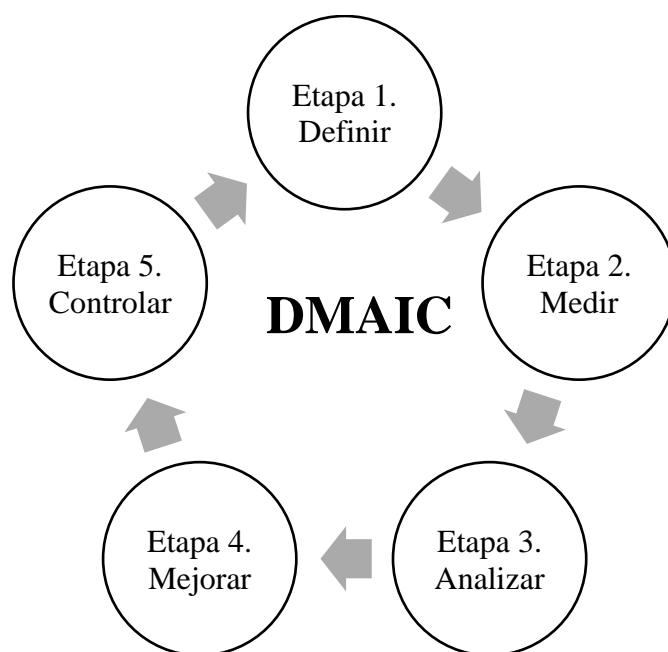 Etapa 1.
Definir
Etapa 2.
Medir
Etapa 3.
Analizar
Etapa 4.
Mejorar
Etapa 5.
Controlar
DMAIC